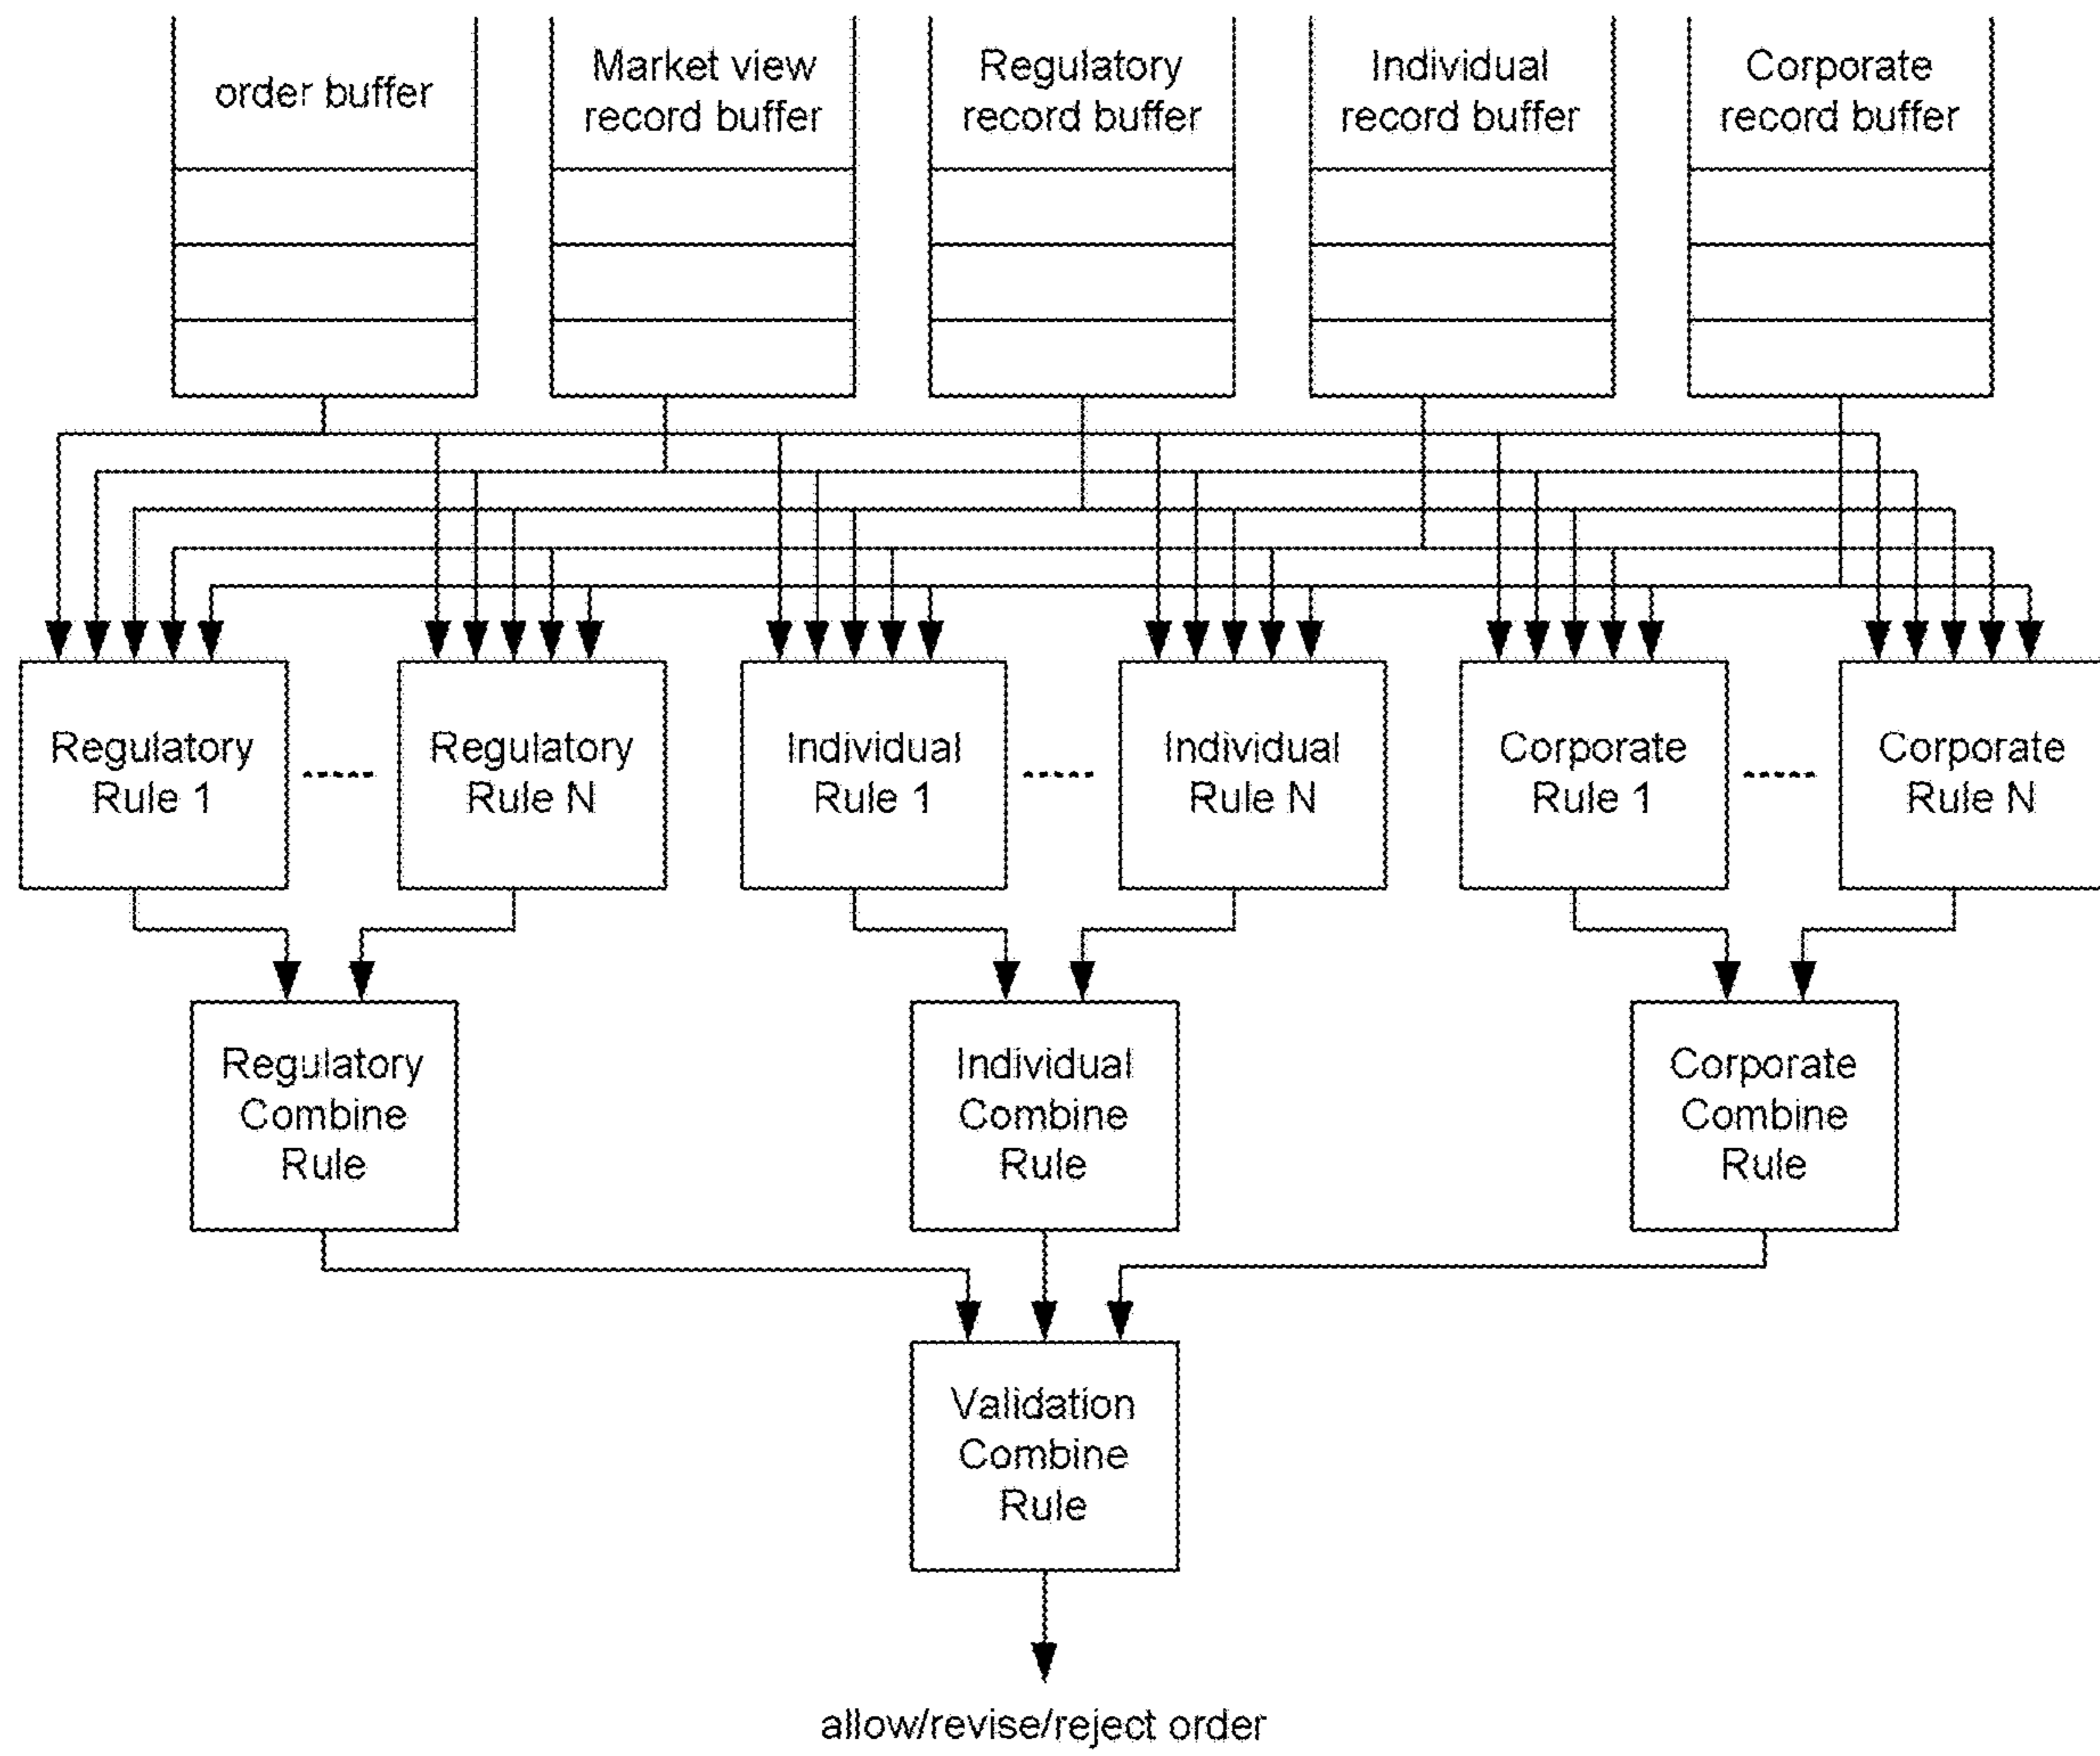 order buffer
Market view
record buffer
Regulatory
record buffer
Individual
record buffer
Corporate
record buffer
Regulatory
Rule 1
Regulatory
Rule N
Individual
Rule 1
Individual
Rule N
Corporate
Rule 1
Corporate
Rule N
Regulatory
Combine
Rule
Individual
Combine
Rule
Corporate
Combine
Rule
Validation
Combine
Rule
allow/revise/reject order